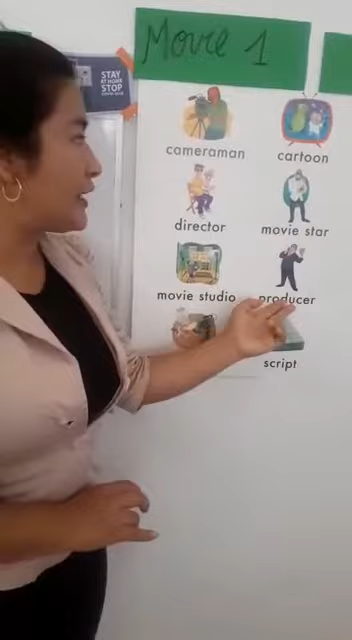 STAY
AT HOME
STOP
Movie 1
cameraman
cartoon
director
movie star
movie studio
producer
script